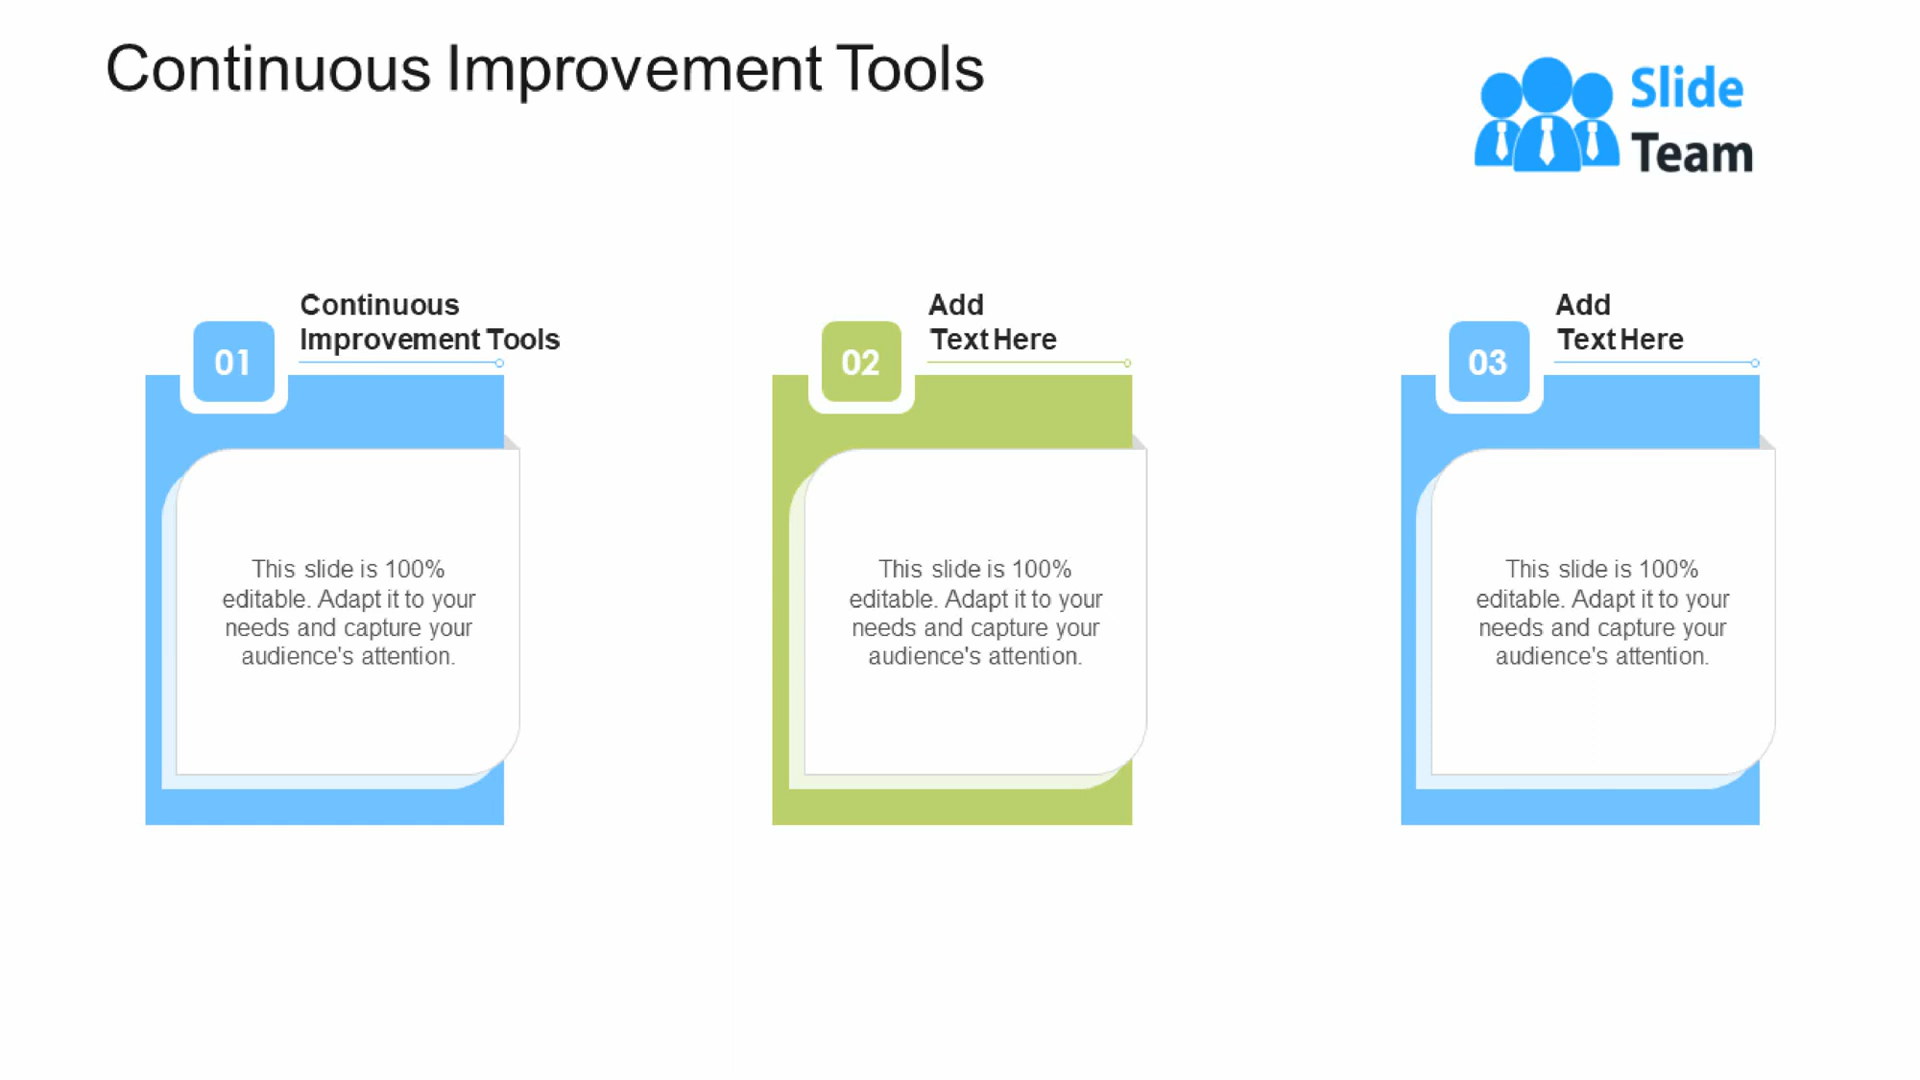 Continuous Improvement Tools
Slide
Team
01
Continuous
Improvement Tools
This slide is 100%
editable. Adapt it to your
needs and capture your
audience's attention.
02
Add
Text Here
This slide is 100%
editable. Adapt it to your
needs and capture your
audience's attention.
03
Add
Text Here
This slide is 100%
editable. Adapt it to your
needs and capture your
audience's attention.